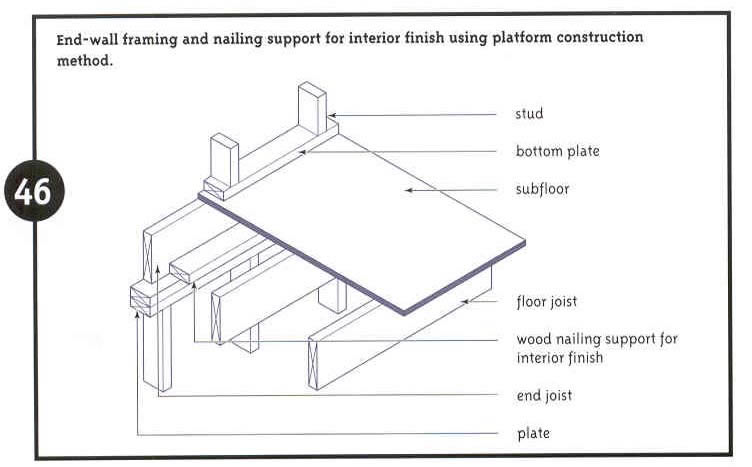 End-wall framing and nailing support for interior finish using platform construction
method.
46
stud
bottom plate
subfloor
floor joist
wood nailing support for
interior finish
end joist
plate